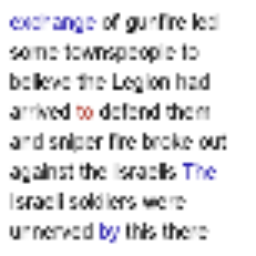 exchange of gunfire led
some townspeople to
believe the Legion had
arrived to defend them
and sniper fire broke out
against the Israelis The
Israeli soldiers were
unnerved by this there